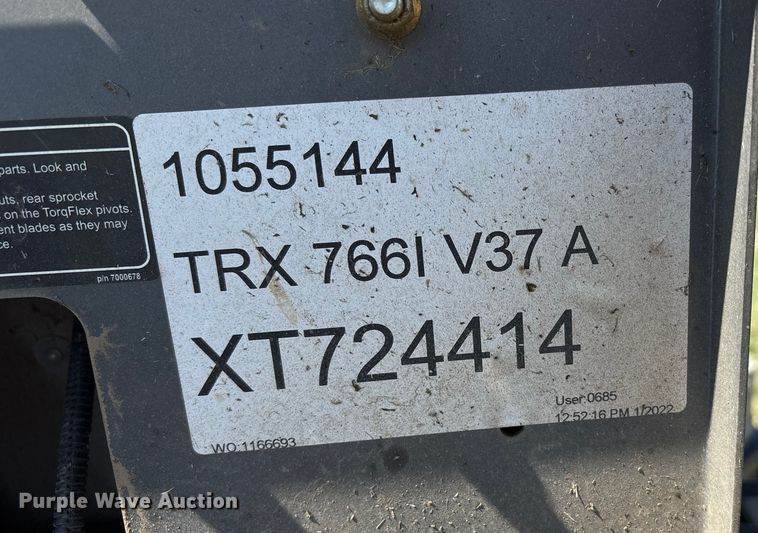 parts. Look and
uts, rear sprocket
on the TorqFlex pivots.
ent blades as they may
ce.
p/n 7000678
1055144
TRX 766I V37 A
XT724414
User:0685
12:52:16 PM 1/2022
WO:1166693
Purple Wave Auction